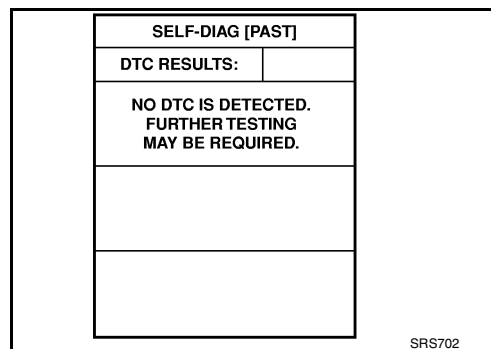 SELF-DIAG [PAST]
DTC RESULTS:
NO DTC IS DETECTED.
FURTHER TESTING
MAY BE REQUIRED.
SRS702